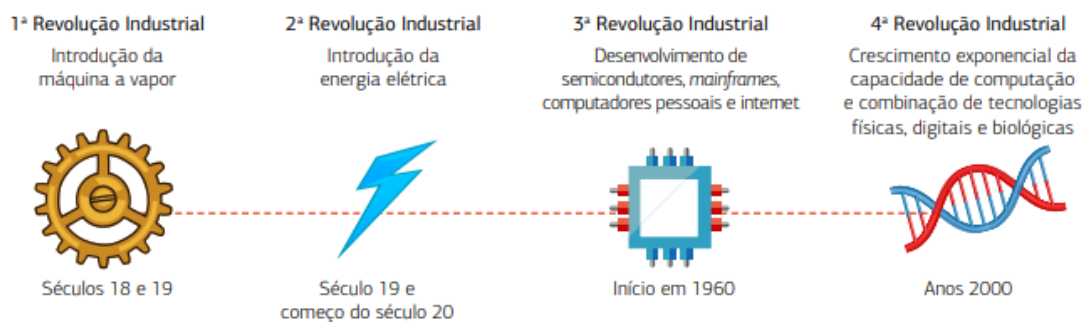 1ª Revolução Industrial
Introdução da
máquina a vapor
Séculos 18 e 19
2ª Revolução Industrial
Introdução da
energia elétrica
Século 19 e
começo do século 20
3ª Revolução Industrial
Desenvolvimento de
semicondutores, mainframes,
computadores pessoais e internet
Início em 1960
4ª Revolução Industrial
Crescimento exponencial da
capacidade de computação
e combinação de tecnologias
físicas, digitais e biológicas
Anos 2000